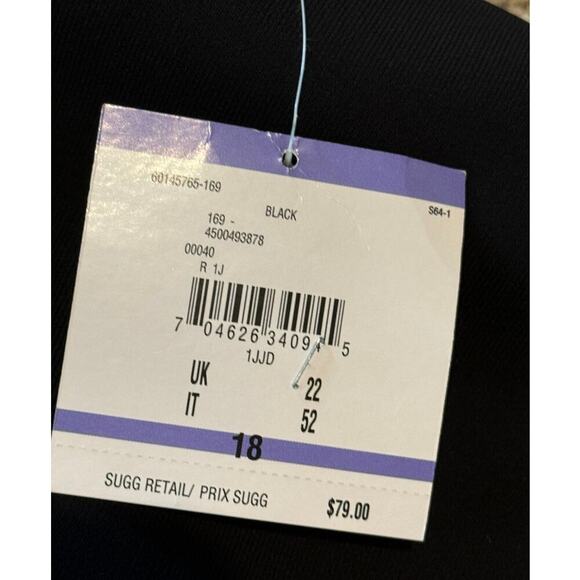 60145765-169
BLACK
S64-1
169 -
4500493878
00040
R 1J
7 04626 34094 5
1JJD
UK 22
IT 52
18
SUGG RETAIL/ PRIX SUGG $79.00